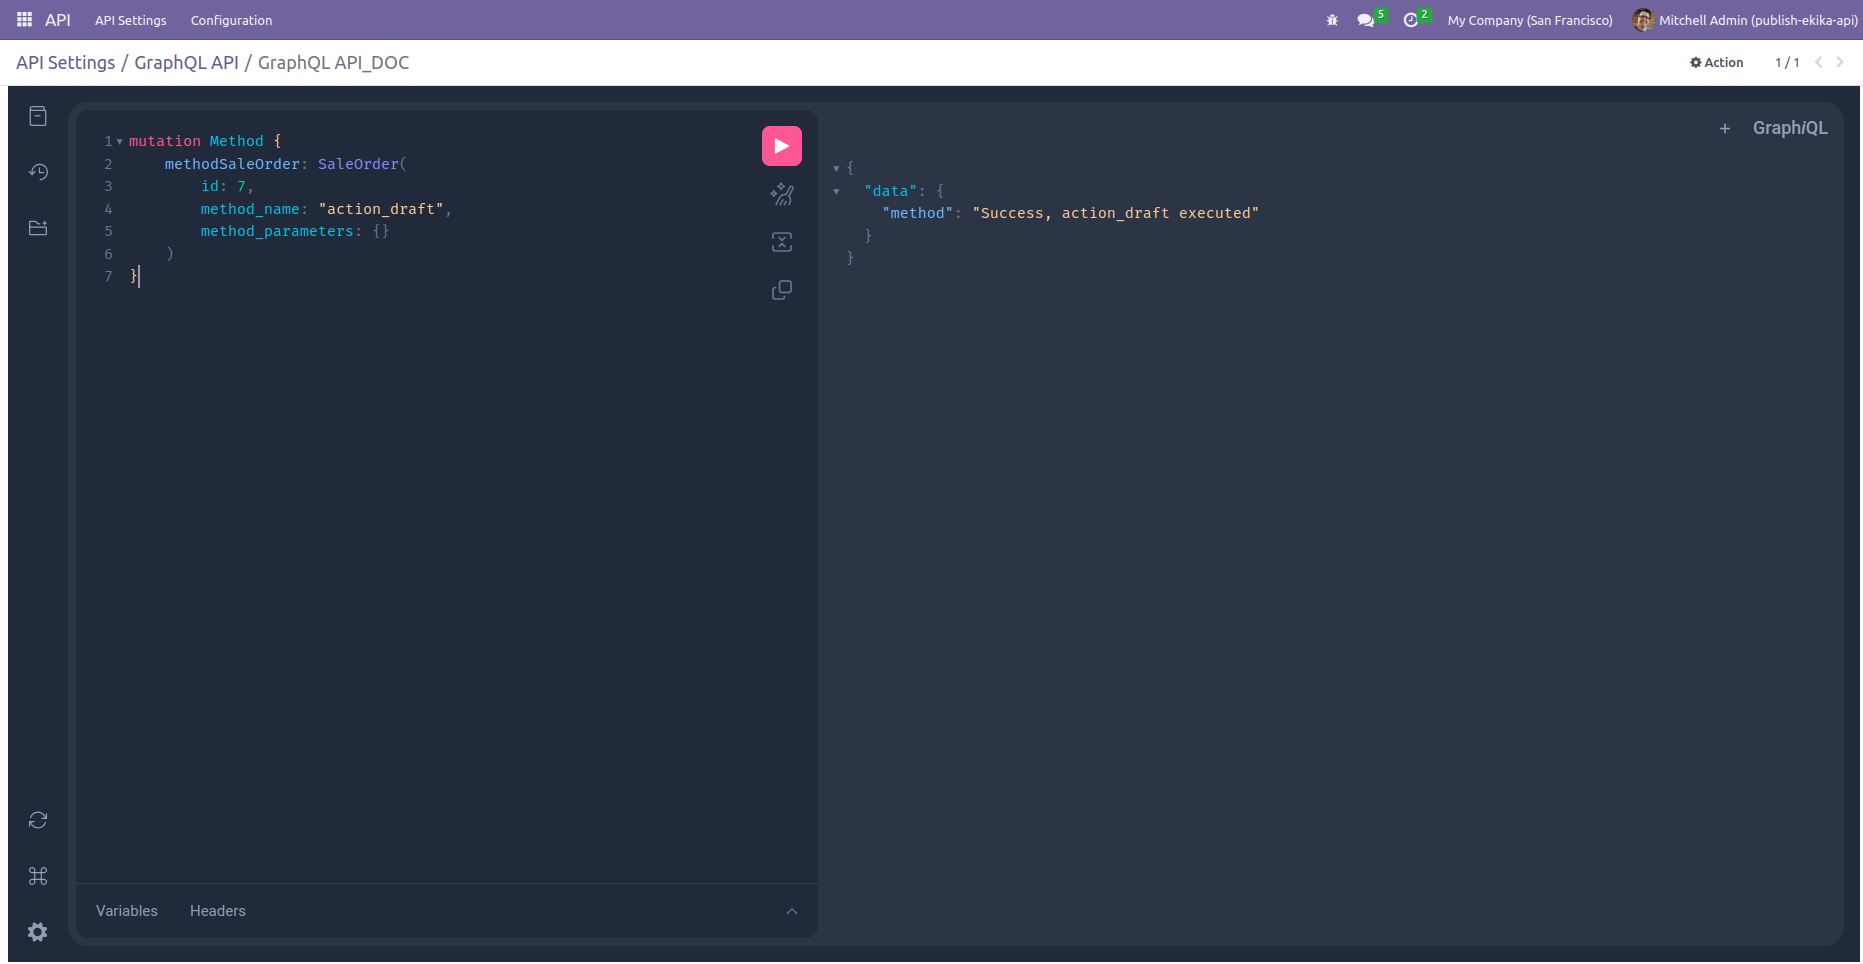 API API Settings Configuration 5 2 My Company (San Francisco) Mitchell Admin (publish-ekika-api)
API Settings / GraphQL API / GraphQL API_DOC Action 1 / 1
1 mutation Method {
2 methodSaleOrder: SaleOrder(
3 id: 7,
4 method_name: "action_draft",
5 method_parameters: {}
6 )
7 }
+ GraphiQL
{
"data": {
"method": "Success, action_draft executed"
}
}
Variables Headers